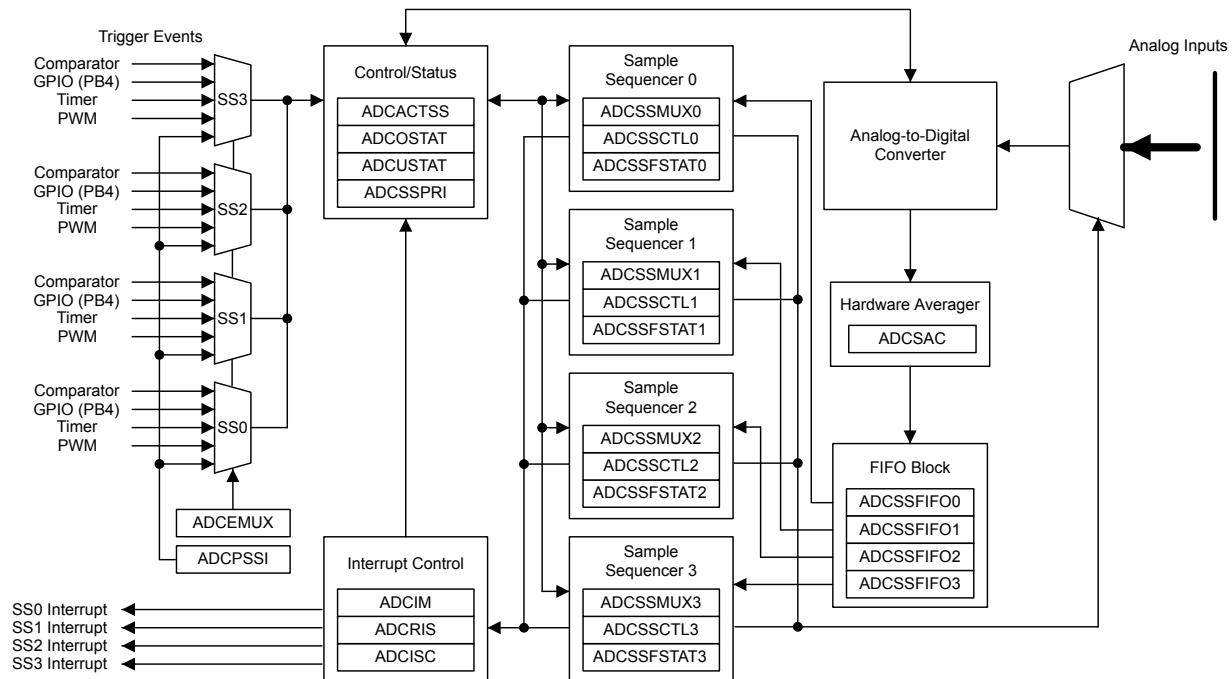 Trigger Events
Comparator
GPIO (PB4)
Timer
PWM
SS3
Comparator
GPIO (PB4)
Timer
PWM
SS2
Comparator
GPIO (PB4)
Timer
PWM
SS1
Comparator
GPIO (PB4)
Timer
PWM
SS0
ADCEMUX
ADCPSSI
SS0 Interrupt
SS1 Interrupt
SS2 Interrupt
SS3 Interrupt
Control/Status
ADCACTSS
ADCOSTAT
ADCUSTAT
ADCSSPRI
Interrupt Control
ADCIM
ADCRIS
ADCISC
Sample
Sequencer 0
ADCSSMUX0
ADCSSCTL0
ADCSSFSTAT0
Sample
Sequencer 1
ADCSSMUX1
ADCSSCTL1
ADCSSFSTAT1
Sample
Sequencer 2
ADCSSMUX2
ADCSSCTL2
ADCSSFSTAT2
Sample
Sequencer 3
ADCSSMUX3
ADCSSCTL3
ADCSSFSTAT3
Analog-to-Digital
Converter
Hardware Averager
ADCSAC
FIFO Block
ADCSSFIFO0
ADCSSFIFO1
ADCSSFIFO2
ADCSSFIFO3
Analog Inputs